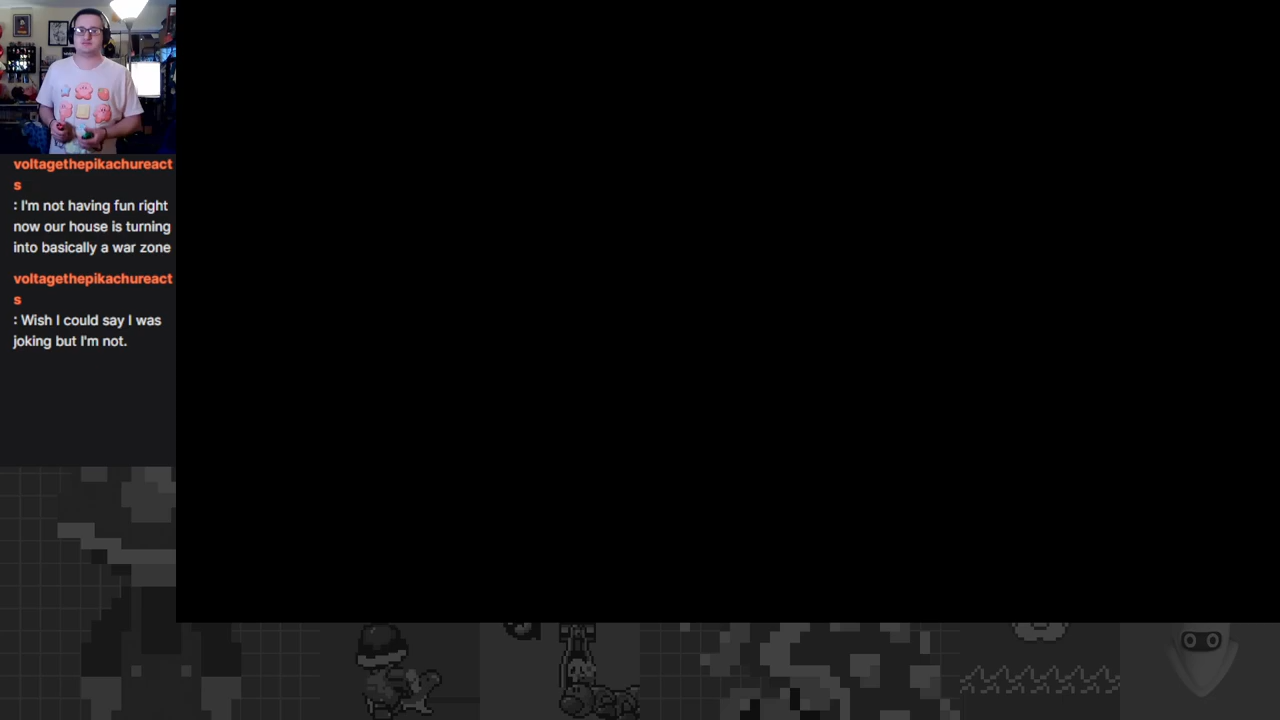 voltagethepikachureact
s
: I'm not having fun right
now our house is turning
into basically a war zone
voltagethepikachureact
s
: Wish I could say I was
joking but I'm not.